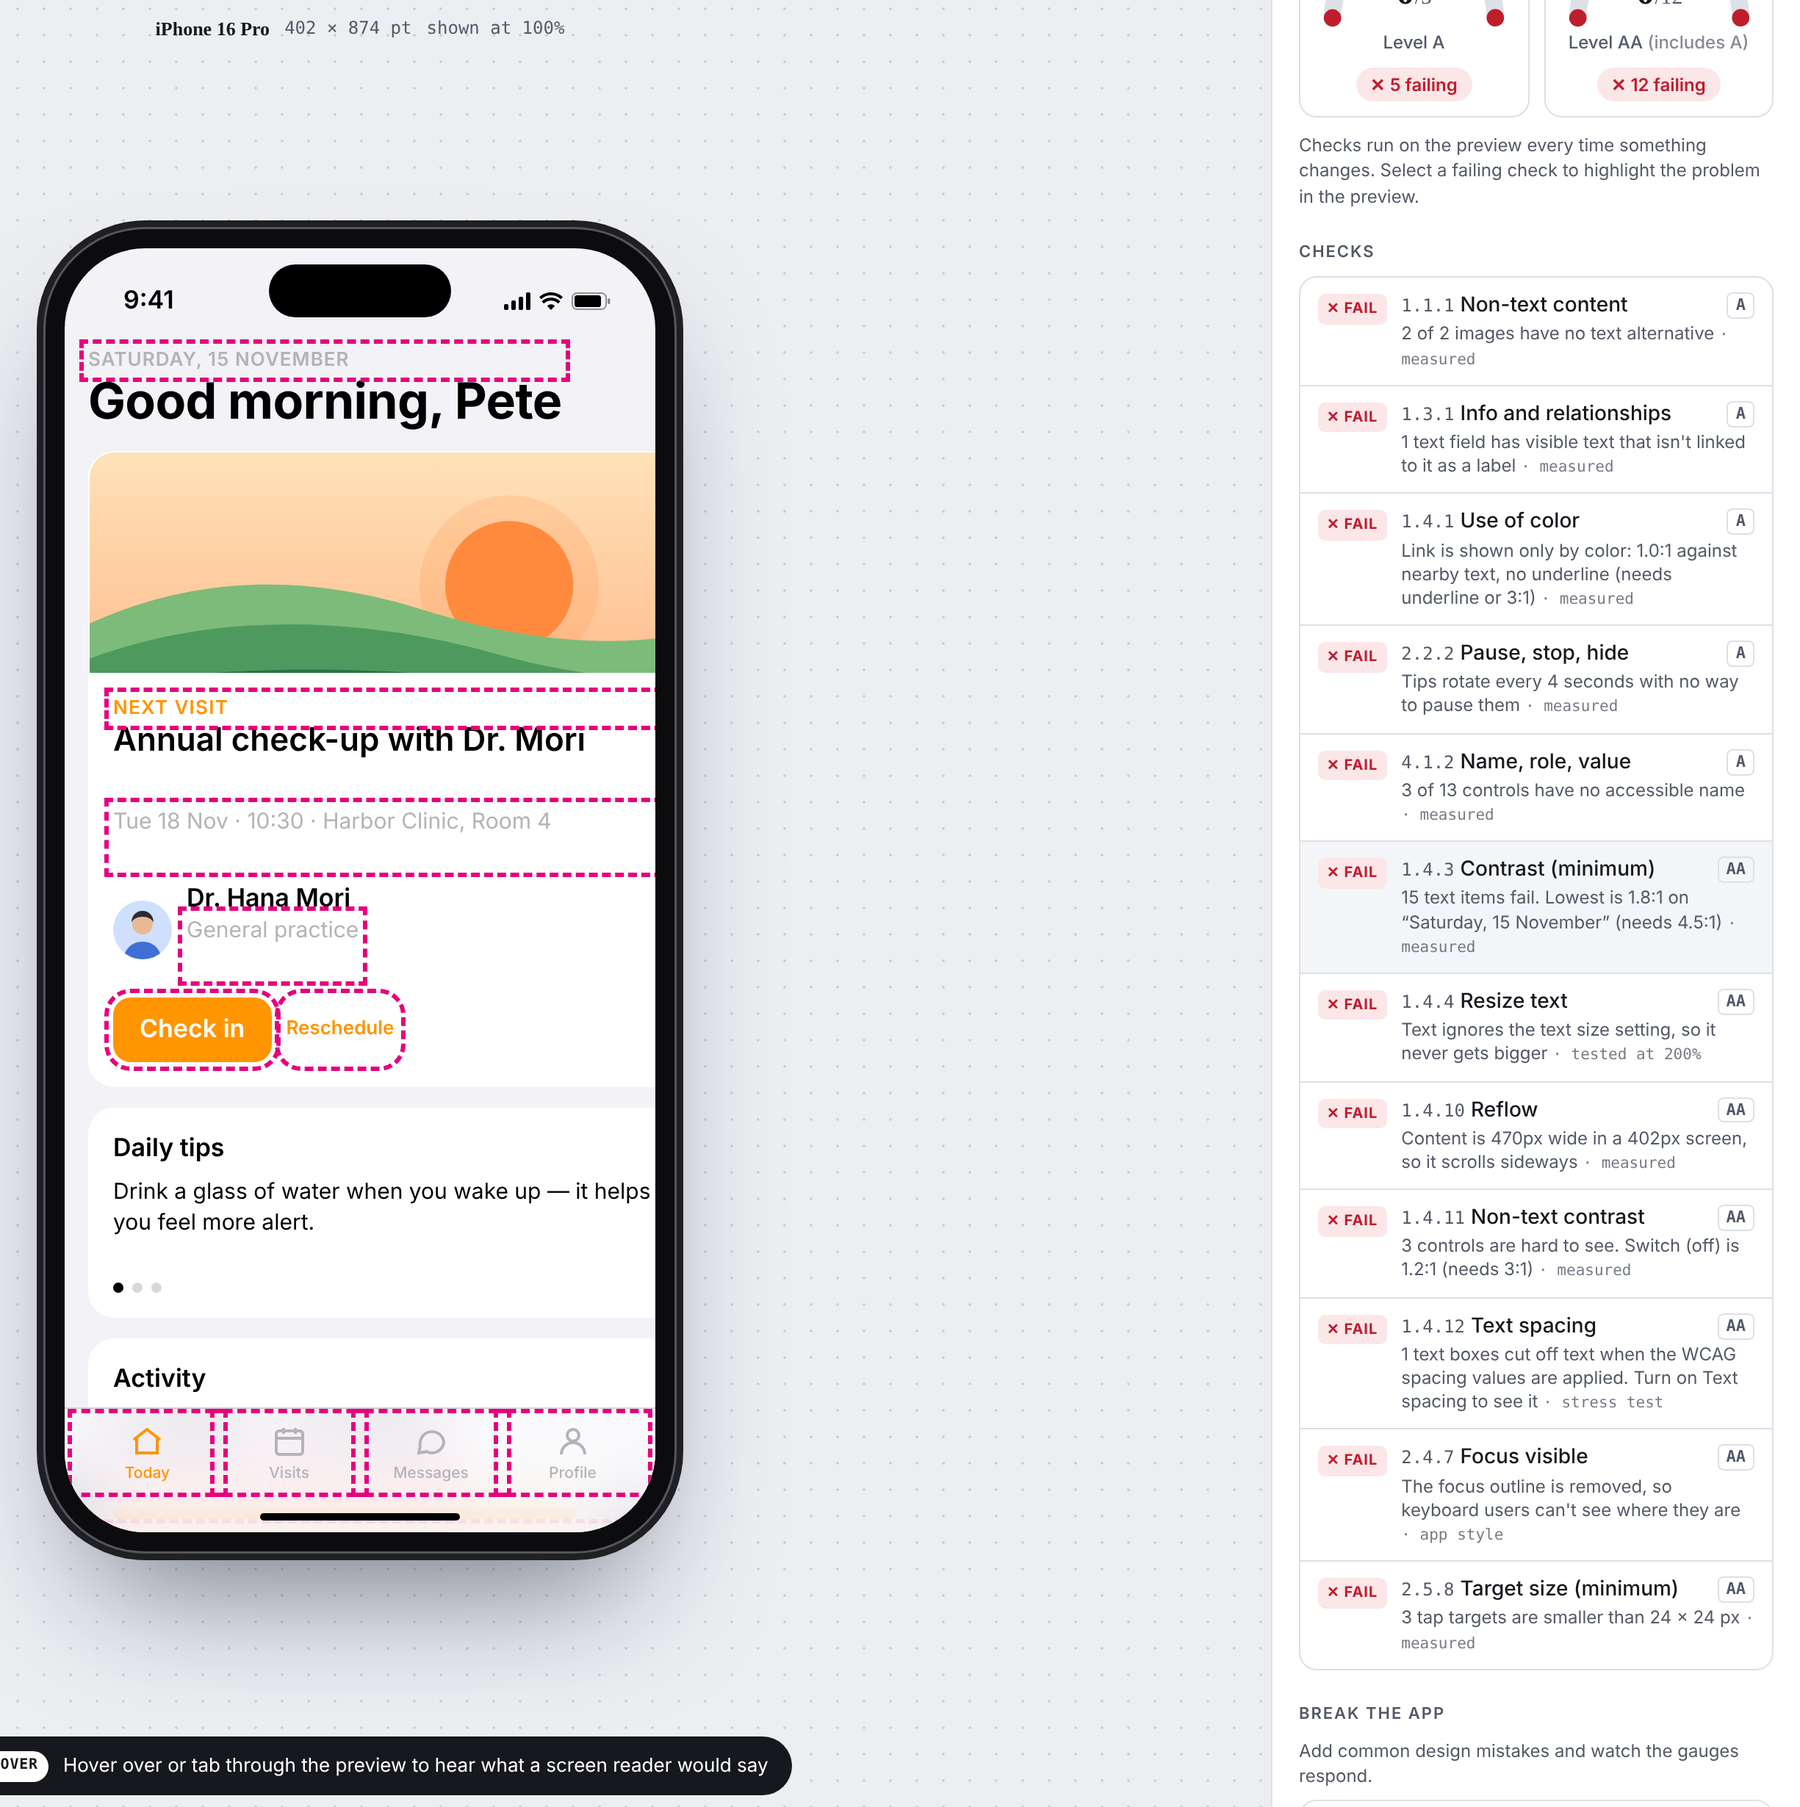 iPhone 16 Pro 402 × 874 pt shown at 100%
9:41
SATURDAY, 15 NOVEMBER
Good morning, Pete
NEXT VISIT
Annual check-up with Dr. Mori
Tue 18 Nov · 10:30 · Harbor Clinic, Room 4
Dr. Hana Mori
General practice
Check in
Reschedule
Daily tips
Drink a glass of water when you wake up — it helps
you feel more alert.
Activity
Today
Visits
Messages
Profile
OVER
Hover over or tab through the preview to hear what a screen reader would say
Level A
✕ 5 failing
Level AA (includes A)
✕ 12 failing
Checks run on the preview every time something
changes. Select a failing check to highlight the problem
in the preview.
CHECKS
✕ FAIL 1.1.1 Non-text content A
2 of 2 images have no text alternative ·
measured
✕ FAIL 1.3.1 Info and relationships A
1 text field has visible text that isn't linked
to it as a label · measured
✕ FAIL 1.4.1 Use of color A
Link is shown only by color: 1.0:1 against
nearby text, no underline (needs
underline or 3:1) · measured
✕ FAIL 2.2.2 Pause, stop, hide A
Tips rotate every 4 seconds with no way
to pause them · measured
✕ FAIL 4.1.2 Name, role, value A
3 of 13 controls have no accessible name
· measured
✕ FAIL 1.4.3 Contrast (minimum) AA
15 text items fail. Lowest is 1.8:1 on
“Saturday, 15 November” (needs 4.5:1) ·
measured
✕ FAIL 1.4.4 Resize text AA
Text ignores the text size setting, so it
never gets bigger · tested at 200%
✕ FAIL 1.4.10 Reflow AA
Content is 470px wide in a 402px screen,
so it scrolls sideways · measured
✕ FAIL 1.4.11 Non-text contrast AA
3 controls are hard to see. Switch (off) is
1.2:1 (needs 3:1) · measured
✕ FAIL 1.4.12 Text spacing AA
1 text boxes cut off text when the WCAG
spacing values are applied. Turn on Text
spacing to see it · stress test
✕ FAIL 2.4.7 Focus visible AA
The focus outline is removed, so
keyboard users can't see where they are
· app style
✕ FAIL 2.5.8 Target size (minimum) AA
3 tap targets are smaller than 24 × 24 px ·
measured
BREAK THE APP
Add common design mistakes and watch the gauges
respond.